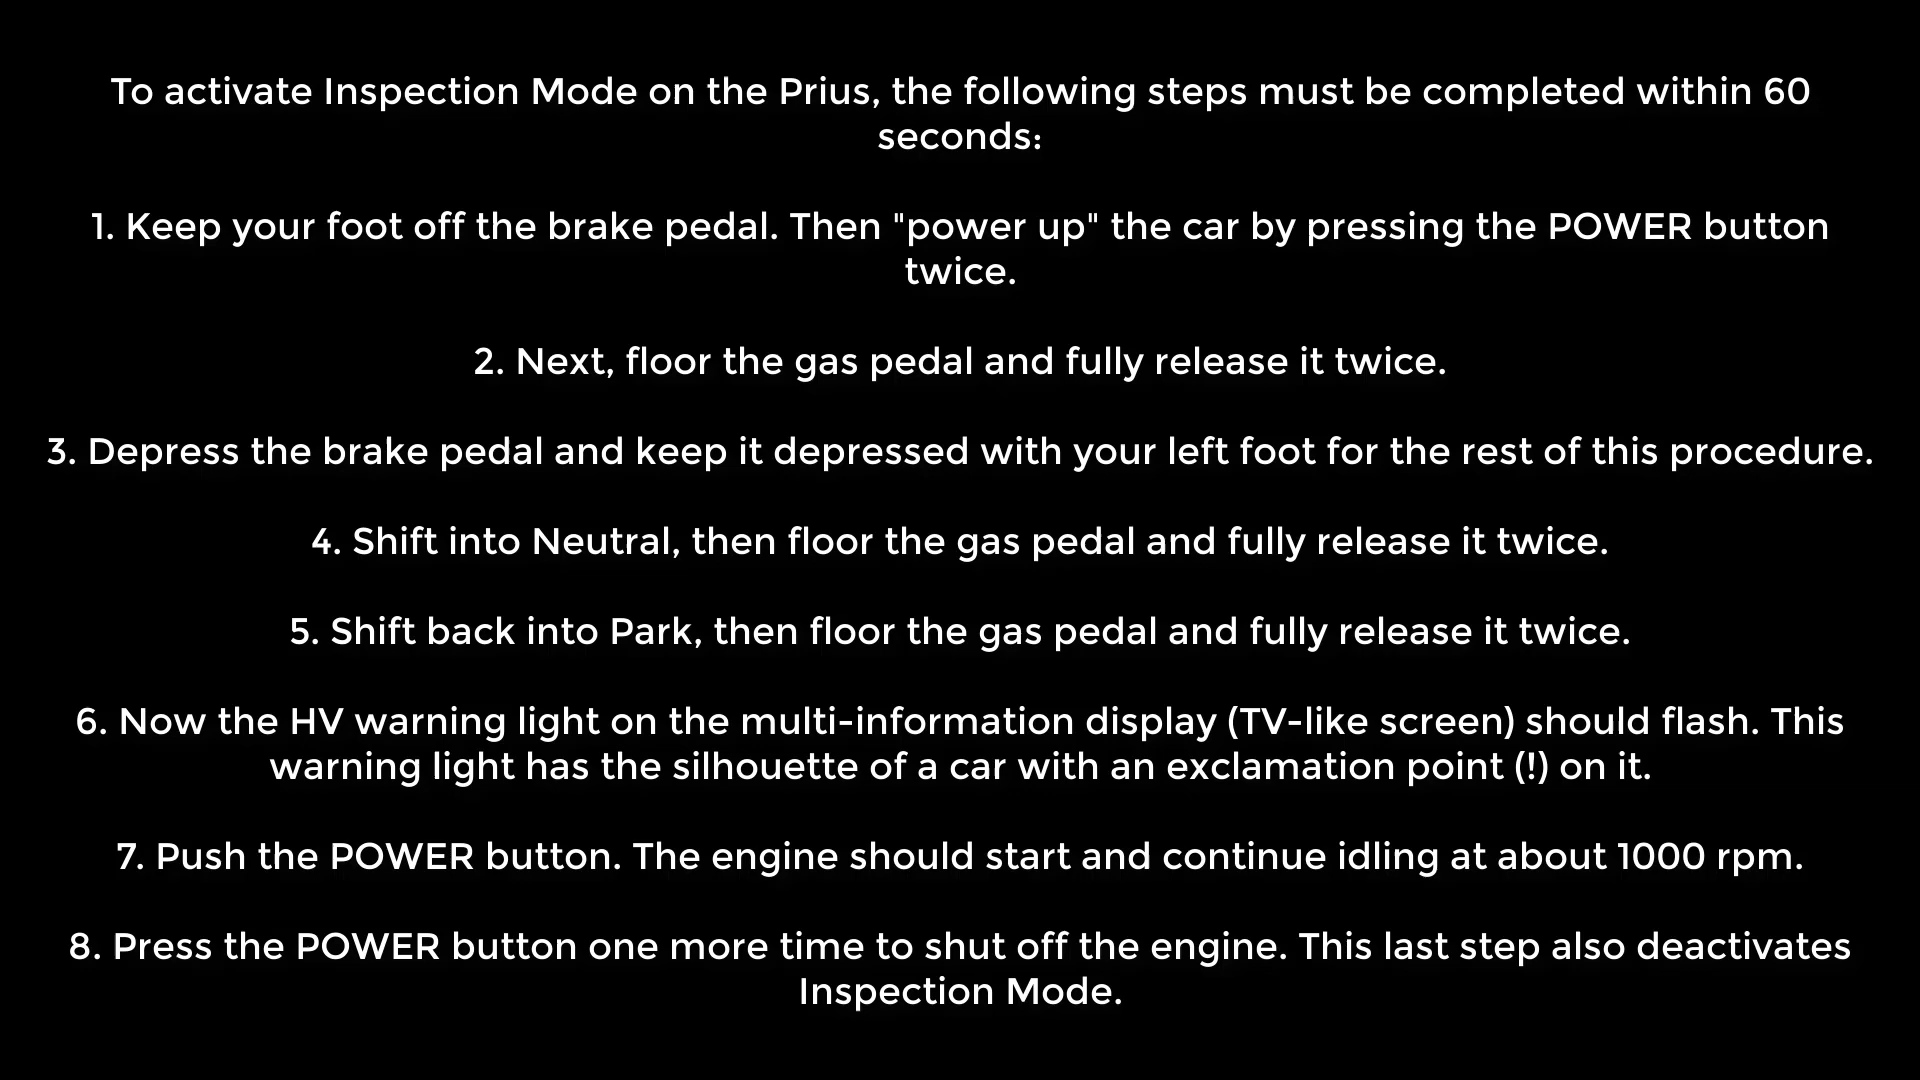 To activate Inspection Mode on the Prius, the following steps must be completed within 60
seconds:
1. Keep your foot off the brake pedal. Then "power up" the car by pressing the POWER button
twice.
2. Next, floor the gas pedal and fully release it twice.
3. Depress the brake pedal and keep it depressed with your left foot for the rest of this procedure.
4. Shift into Neutral, then floor the gas pedal and fully release it twice.
5. Shift back into Park, then floor the gas pedal and fully release it twice.
6. Now the HV warning light on the multi-information display (TV-like screen) should flash. This
warning light has the silhouette of a car with an exclamation point (!) on it.
7. Push the POWER button. The engine should start and continue idling at about 1000 rpm.
8. Press the POWER button one more time to shut off the engine. This last step also deactivates
Inspection Mode.